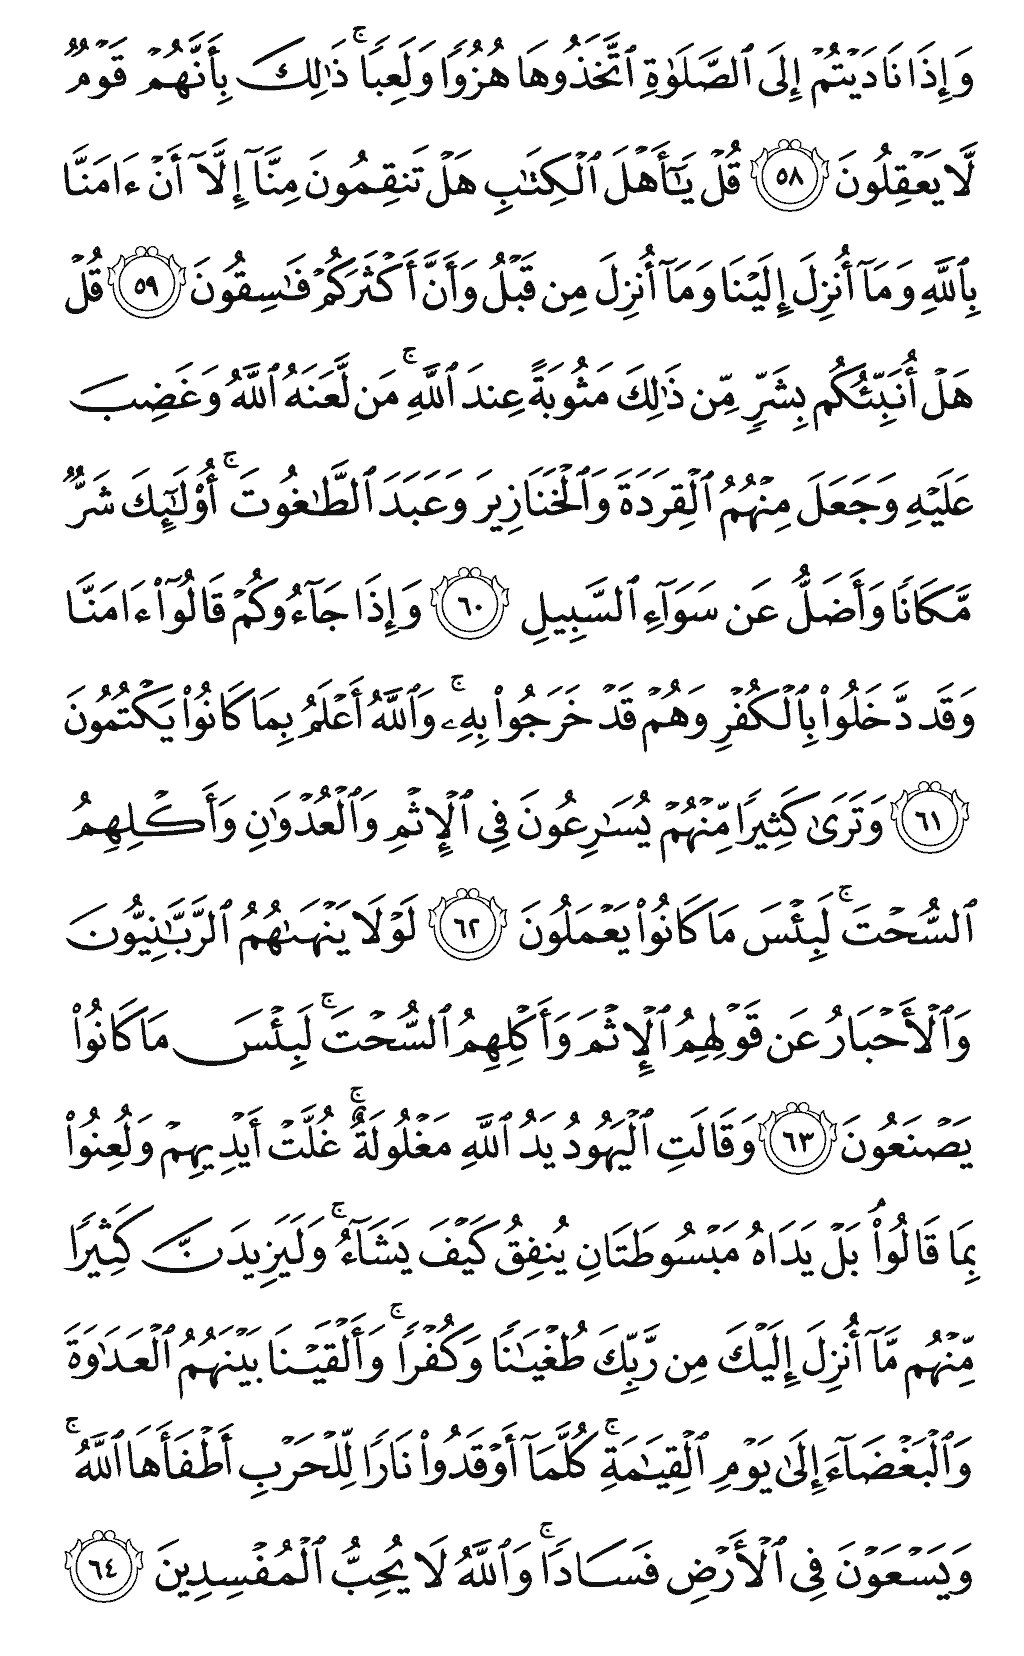 وَإِذَا نَادَيۡتُمۡ إِلَى ٱلصَّلَوٰةِ ٱتَّخَذُوهَا هُزُوٗا وَلَعِبٗاۚ ذَٰلِكَ بِأَنَّهُمۡ قَوۡمٞ
لَّا يَعۡقِلُونَ ٥٨ قُلۡ يَـٰٓأَهۡلَ ٱلۡكِتَٰبِ هَلۡ تَنقِمُونَ مِنَّآ إِلَّآ أَنۡ ءَامَنَّا
بِٱللَّهِ وَمَآ أُنزِلَ إِلَيۡنَا وَمَآ أُنزِلَ مِن قَبۡلُ وَأَنَّ أَكۡثَرَكُمۡ فَٰسِقُونَ ٥٩ قُلۡ
هَلۡ أُنَبِّئُكُم بِشَرّٖ مِّن ذَٰلِكَ مَثُوبَةً عِندَ ٱللَّهِۚ مَن لَّعَنَهُ ٱللَّهُ وَغَضِبَ
عَلَيۡهِ وَجَعَلَ مِنۡهُمُ ٱلۡقِرَدَةَ وَٱلۡخَنَازِيرَ وَعَبَدَ ٱلطَّٰغُوتَۚ أُوْلَـٰٓئِكَ شَرّٞ
مَّكَانٗا وَأَضَلُّ عَن سَوَآءِ ٱلسَّبِيلِ ٦٠ وَإِذَا جَآءُوكُمۡ قَالُوٓاْ ءَامَنَّا
وَقَد دَّخَلُواْ بِٱلۡكُفۡرِ وَهُمۡ قَدۡ خَرَجُواْ بِهِۦۚ وَٱللَّهُ أَعۡلَمُ بِمَا كَانُواْ يَكۡتُمُونَ
٦١ وَتَرَىٰ كَثِيرٗا مِّنۡهُمۡ يُسَٰرِعُونَ فِي ٱلۡإِثۡمِ وَٱلۡعُدۡوَٰنِ وَأَكۡلِهِمُ
ٱلسُّحۡتَۚ لَبِئۡسَ مَا كَانُواْ يَعۡمَلُونَ ٦٢ لَوۡلَا يَنۡهَىٰهُمُ ٱلرَّبَّٰنِيُّونَ
وَٱلۡأَحۡبَارُ عَن قَوۡلِهِمُ ٱلۡإِثۡمَ وَأَكۡلِهِمُ ٱلسُّحۡتَۚ لَبِئۡسَ مَا كَانُواْ
يَصۡنَعُونَ ٦٣ وَقَالَتِ ٱلۡيَهُودُ يَدُ ٱللَّهِ مَغۡلُولَةٌۚ غُلَّتۡ أَيۡدِيهِمۡ وَلُعِنُواْ
بِمَا قَالُواْۘ بَلۡ يَدَاهُ مَبۡسُوطَتَانِ يُنفِقُ كَيۡفَ يَشَآءُۚ وَلَيَزِيدَنَّ كَثِيرٗا
مِّنۡهُم مَّآ أُنزِلَ إِلَيۡكَ مِن رَّبِّكَ طُغۡيَٰنٗا وَكُفۡرٗاۚ وَأَلۡقَيۡنَا بَيۡنَهُمُ ٱلۡعَدَٰوَةَ
وَٱلۡبَغۡضَآءَ إِلَىٰ يَوۡمِ ٱلۡقِيَٰمَةِۚ كُلَّمَآ أَوۡقَدُواْ نَارٗا لِّلۡحَرۡبِ أَطۡفَأَهَا ٱللَّهُۚ
وَيَسۡعَوۡنَ فِي ٱلۡأَرۡضِ فَسَادٗاۚ وَٱللَّهُ لَا يُحِبُّ ٱلۡمُفۡسِدِينَ ٦٤